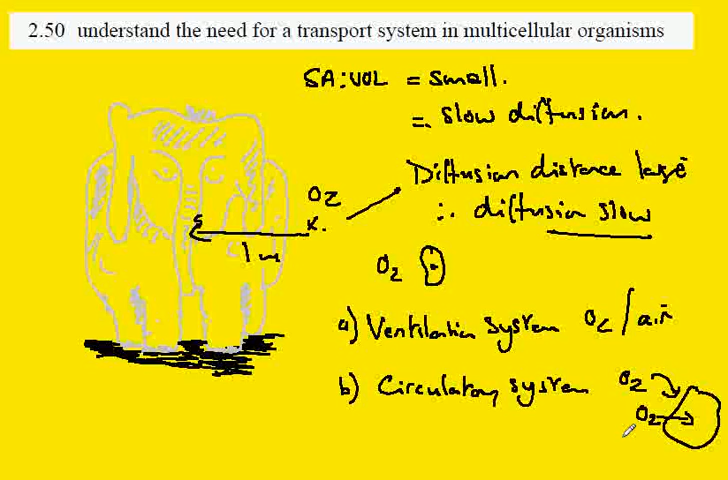 2.50 understand the need for a transport system in multicellular organisms
SA:VOL = small.
= slow diffusion.
Diffusion distance large
∴ diffusion slow
O2
x.
1m
O2
a) Ventilation system O2 / air
b) Circulatory system O2
O2